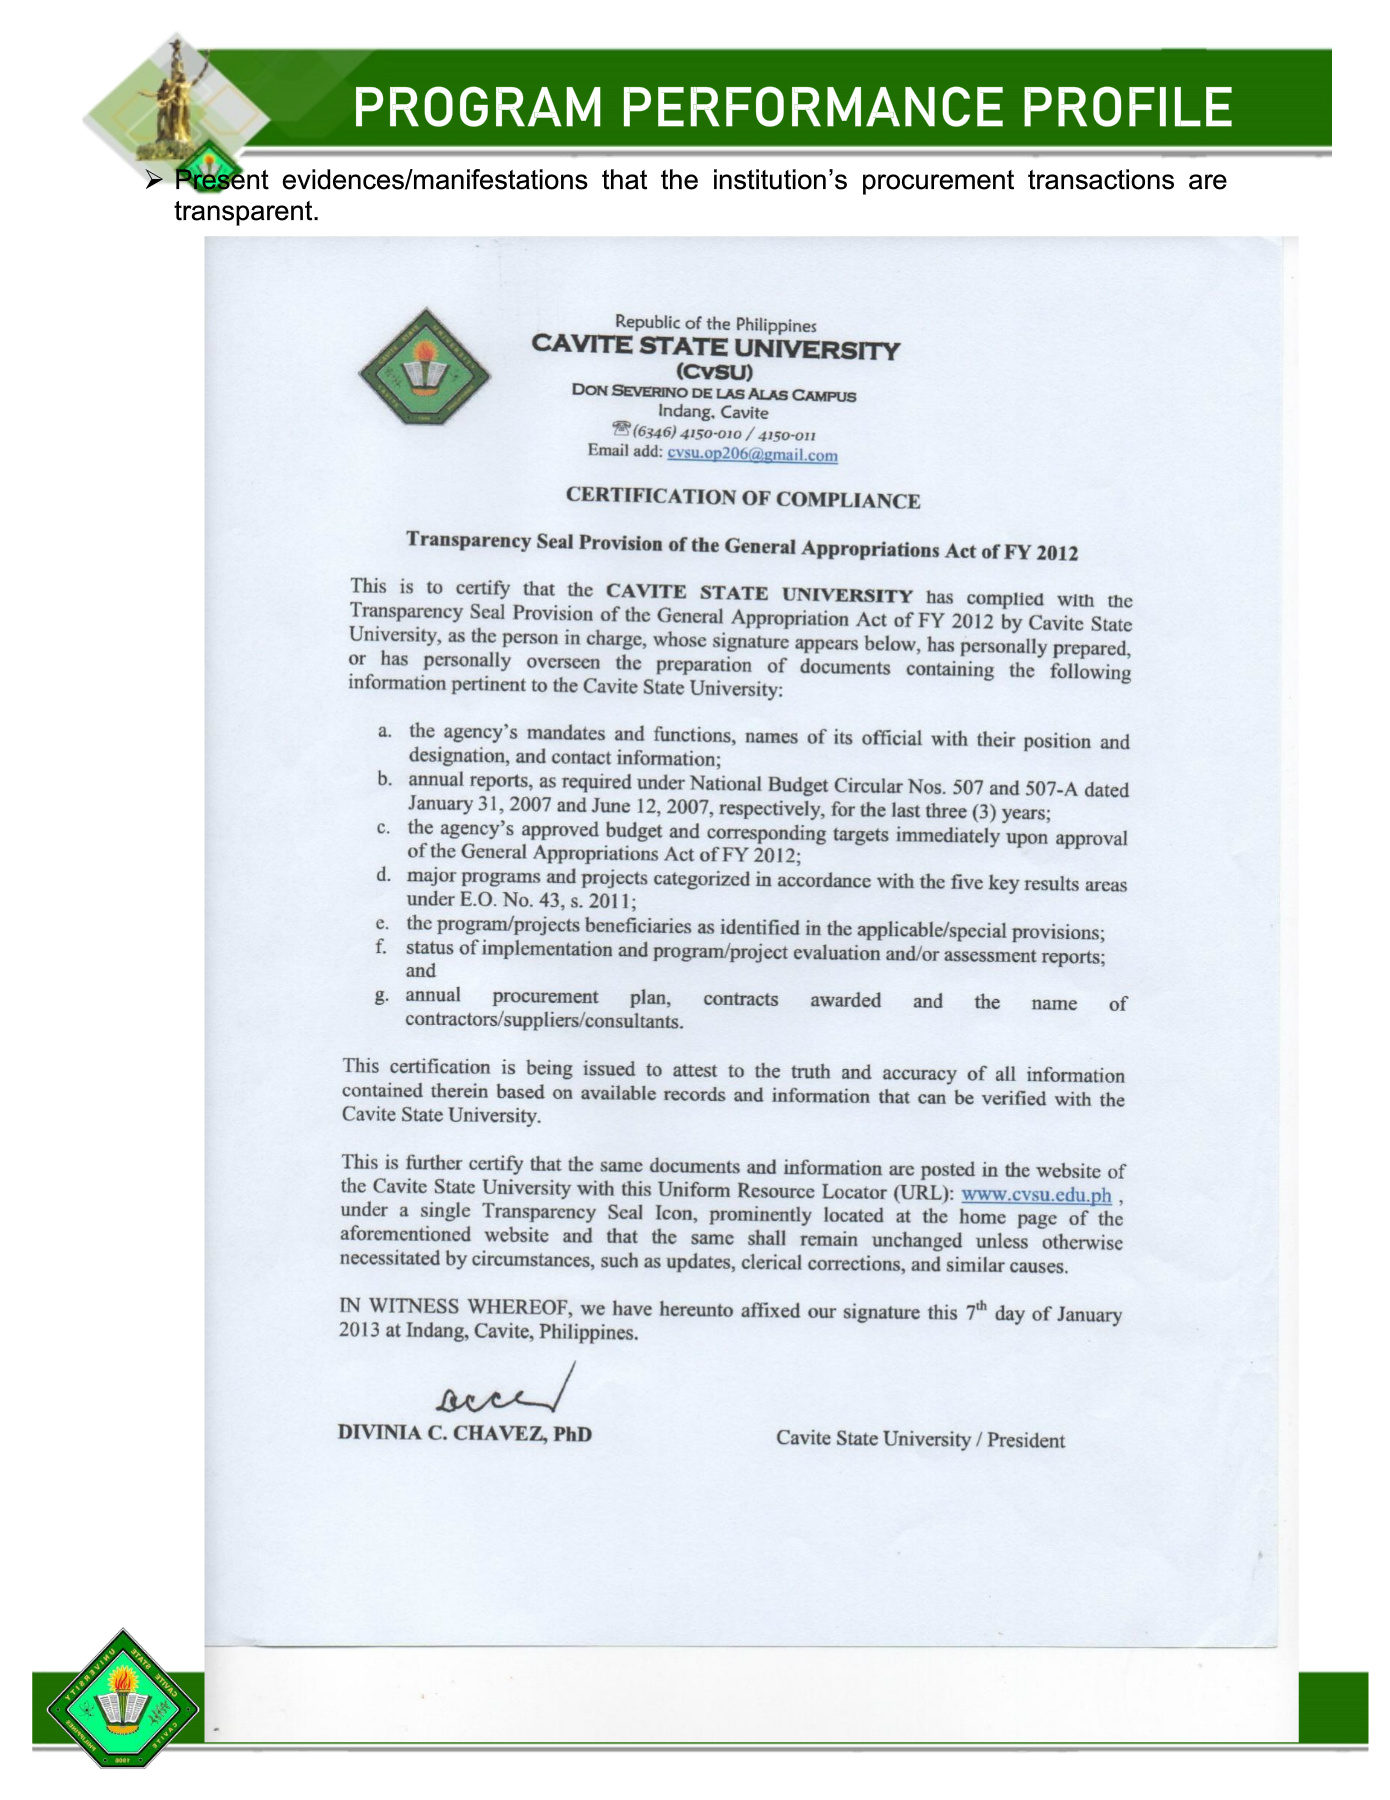 PROGRAM PERFORMANCE PROFILE
➢ Present evidences/manifestations that the institution's procurement transactions are
transparent.
Republic of the Philippines
CAVITE STATE UNIVERSITY
(CvSU)
DON SEVERINO DE LAS ALAS CAMPUS
Indang, Cavite
☏(6346) 4150-010 / 4150-011
Email add: cvsu.op206@gmail.com
CERTIFICATION OF COMPLIANCE
Transparency Seal Provision of the General Appropriations Act of FY 2012
This is to certify that the CAVITE STATE UNIVERSITY has complied with the
Transparency Seal Provision of the General Appropriation Act of FY 2012 by Cavite State
University, as the person in charge, whose signature appears below, has personally prepared,
or has personally overseen the preparation of documents containing the following
information pertinent to the Cavite State University:
a. the agency's mandates and functions, names of its official with their position and
designation, and contact information;
b. annual reports, as required under National Budget Circular Nos. 507 and 507-A dated
January 31, 2007 and June 12, 2007, respectively, for the last three (3) years;
c. the agency's approved budget and corresponding targets immediately upon approval
of the General Appropriations Act of FY 2012;
d. major programs and projects categorized in accordance with the five key results areas
under E.O. No. 43, s. 2011;
e. the program/projects beneficiaries as identified in the applicable/special provisions;
f. status of implementation and program/project evaluation and/or assessment reports;
and
g. annual procurement plan, contracts awarded and the name of
contractors/suppliers/consultants.
This certification is being issued to attest to the truth and accuracy of all information
contained therein based on available records and information that can be verified with the
Cavite State University.
This is further certify that the same documents and information are posted in the website of
the Cavite State University with this Uniform Resource Locator (URL): www.cvsu.edu.ph ,
under a single Transparency Seal Icon, prominently located at the home page of the
aforementioned website and that the same shall remain unchanged unless otherwise
necessitated by circumstances, such as updates, clerical corrections, and similar causes.
IN WITNESS WHEREOF, we have hereunto affixed our signature this 7th day of January
2013 at Indang, Cavite, Philippines.
DIVINIA C. CHAVEZ, PhD
Cavite State University / President
CAVITE STATE UNIVERSITY
CAVITE
PHILIPPINES
1906